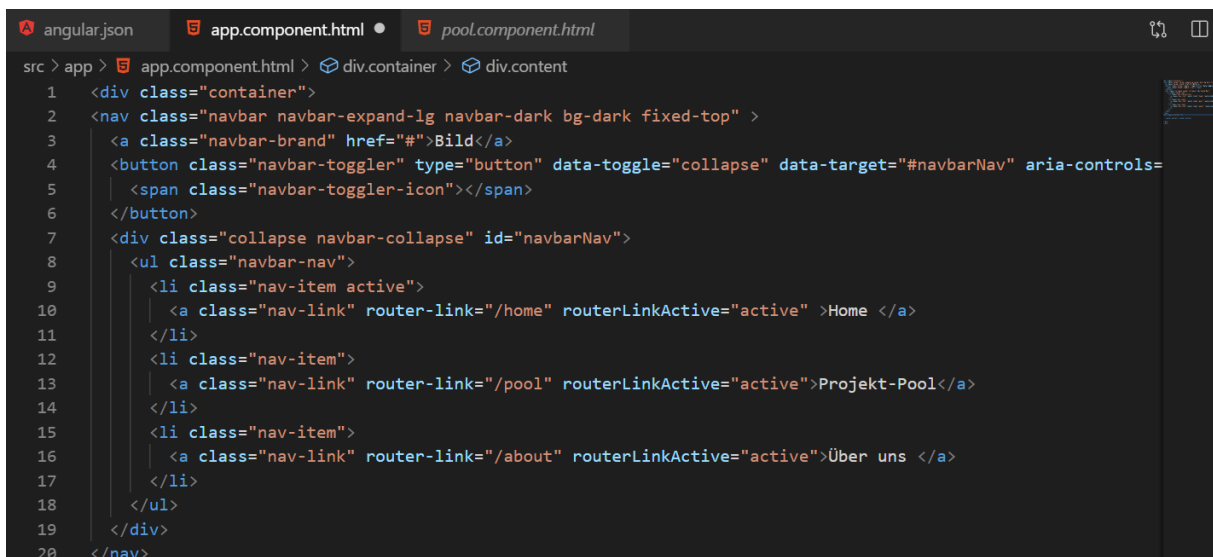 angular.json app.component.html pool.component.html
src > app > app.component.html > div.container > div.content
1 <div class="container">
2 <nav class="navbar navbar-expand-lg navbar-dark bg-dark fixed-top" >
3 <a class="navbar-brand" href="#">Bild</a>
4 <button class="navbar-toggler" type="button" data-toggle="collapse" data-target="#navbarNav" aria-controls=
5 <span class="navbar-toggler-icon"></span>
6 </button>
7 <div class="collapse navbar-collapse" id="navbarNav">
8 <ul class="navbar-nav">
9 <li class="nav-item active">
10 <a class="nav-link" router-link="/home" routerLinkActive="active" >Home </a>
11 </li>
12 <li class="nav-item">
13 <a class="nav-link" router-link="/pool" routerLinkActive="active">Projekt-Pool</a>
14 </li>
15 <li class="nav-item">
16 <a class="nav-link" router-link="/about" routerLinkActive="active">Über uns </a>
17 </li>
18 </ul>
19 </div>
20 </nav>